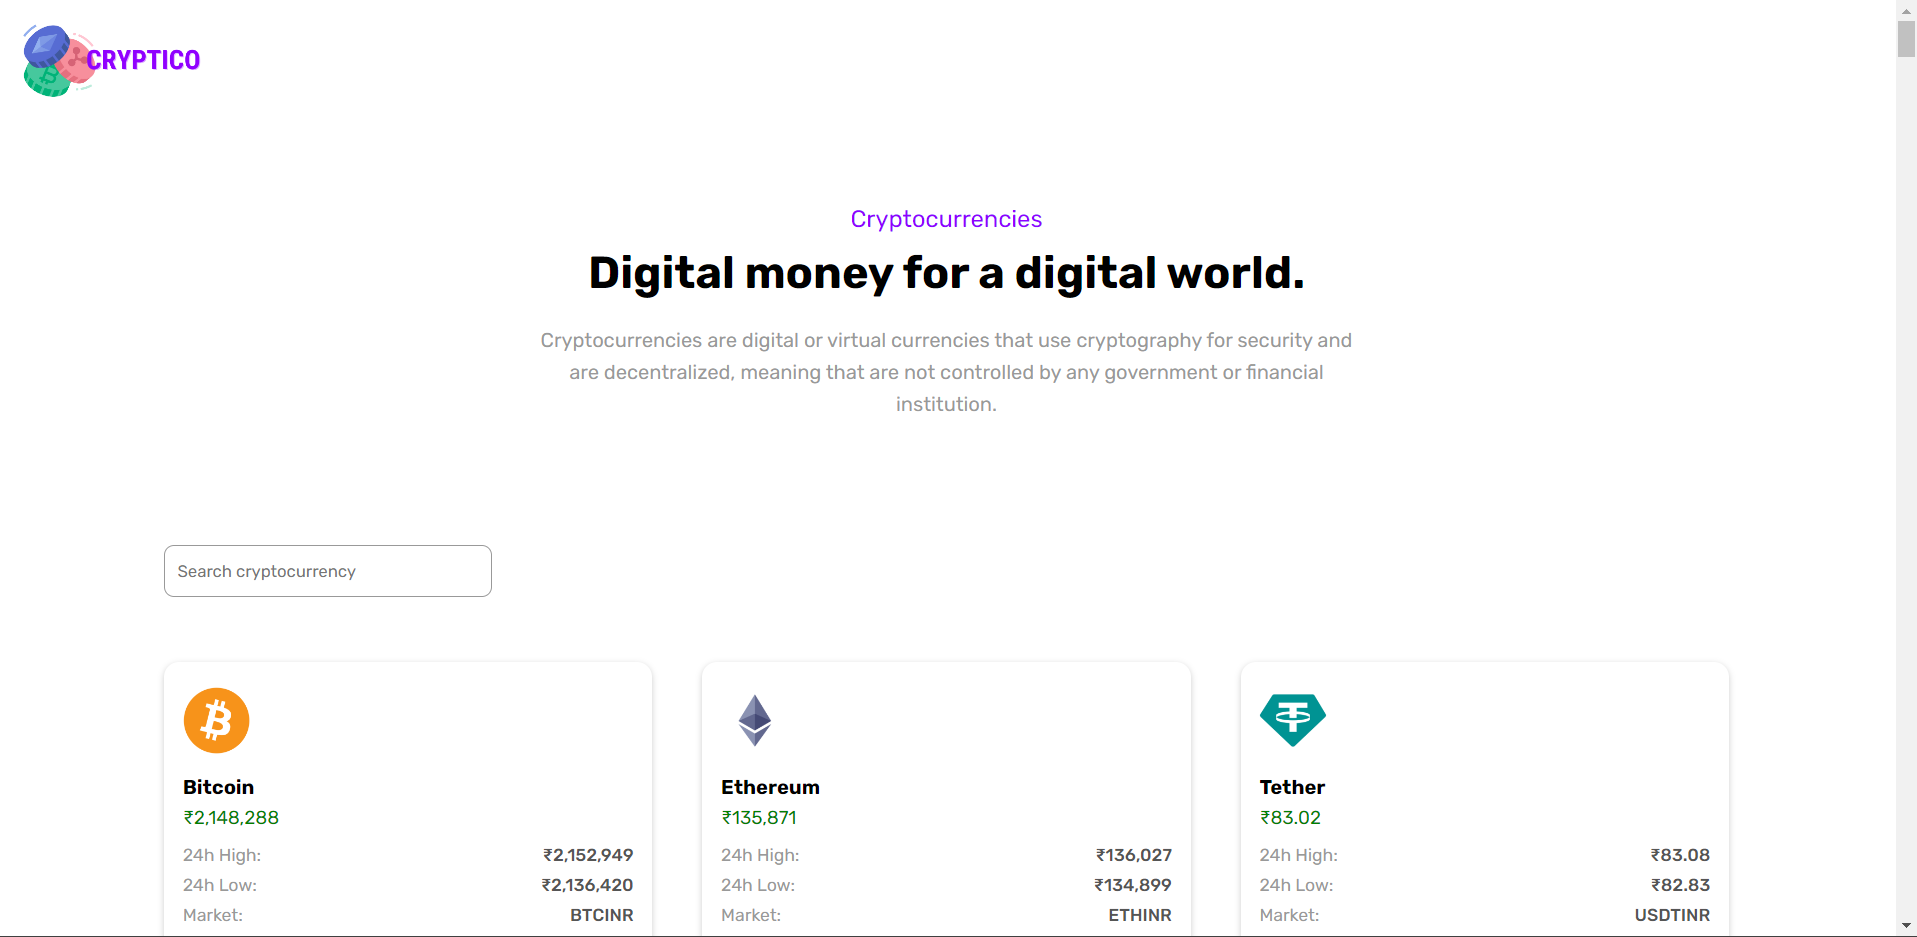 CRYPTICO
Cryptocurrencies
Digital money for a digital world.
Cryptocurrencies are digital or virtual currencies that use cryptography for security and
are decentralized, meaning that are not controlled by any government or financial
institution.
Search cryptocurrency
Bitcoin
₹2,148,288
24h High: ₹2,152,949
24h Low: ₹2,136,420
Market: BTCINR
Ethereum
₹135,871
24h High: ₹136,027
24h Low: ₹134,899
Market: ETHINR
Tether
₹83.02
24h High: ₹83.08
24h Low: ₹82.83
Market: USDTINR